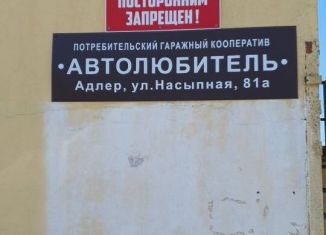 ПОСТОРОННИМ
ЗАПРЕЩЕН!
ПОТРЕБИТЕЛЬСКИЙ ГАРАЖНЫЙ КООПЕРАТИВ
•АВТОЛЮБИТЕЛЬ•
Адлер, ул.Насыпная, 81а